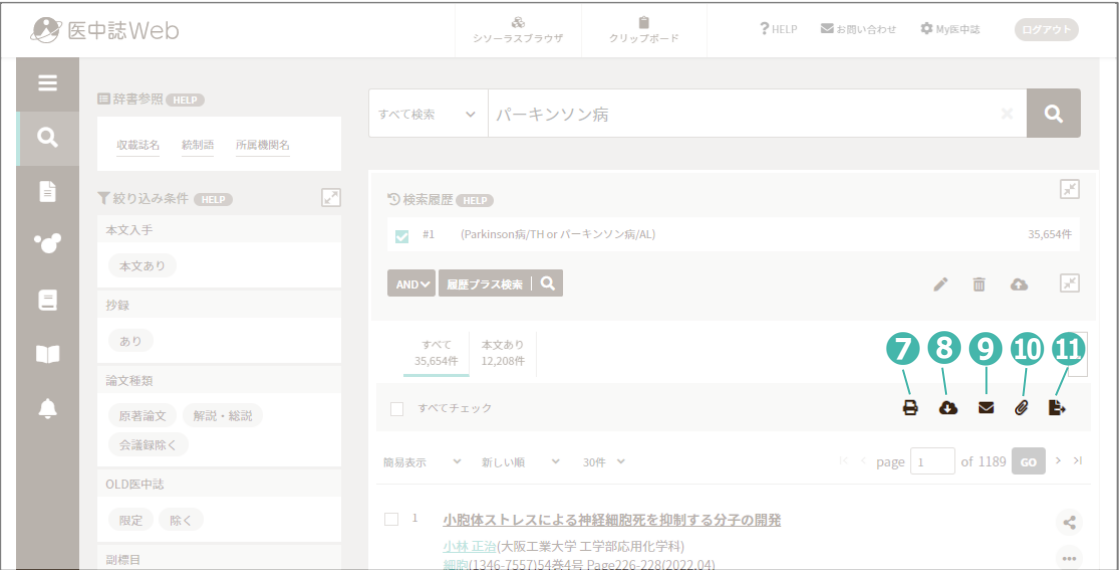 医中誌Web
シソーラスブラウザ
クリップボード
?HELP
お問い合わせ
My医中誌
ログアウト
辞書参照 HELP
収載誌名 統制語 所属機関名
絞り込み条件 HELP
本文入手
本文あり
抄録
あり
論文種類
原著論文 解説・総説
会議録除く
OLD医中誌
限定 除く
副標目
すべて検索 パーキンソン病
検索履歴 HELP
#1 (Parkinson病/TH or パーキンソン病/AL) 35,654件
AND 履歴プラス検索
すべて 本文あり
35,654件 12,208件
7 8 9 10 11
すべてチェック
簡易表示 新しい順 30件 page 1 of 1189 GO
1 小胞体ストレスによる神経細胞死を抑制する分子の開発
小林 正治(大阪工業大学 工学部応用化学科)
細胞(1346-7557)54巻4号 Page226-228(2022.04)